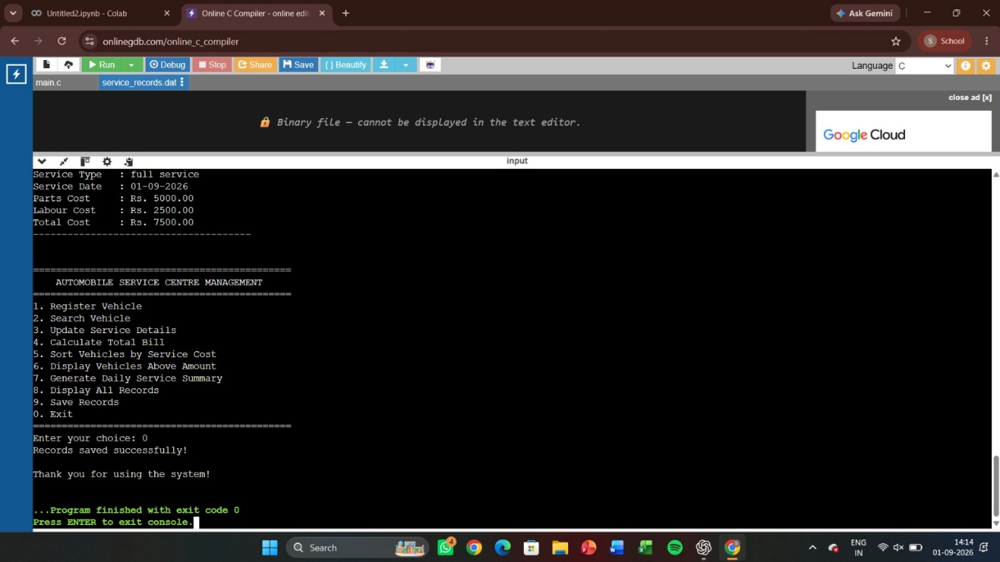 Untitled2.ipynb - Colab
Online C Compiler - online edit
Ask Gemini
onlinegdb.com/online_c_compiler
S School
Run
Debug
Stop
Share
Save
{ } Beautify
Language C
main.c
service_records.dat
close ad [x]
Binary file — cannot be displayed in the text editor.
Google Cloud
input
Service Type : full service
Service Date : 01-09-2026
Parts Cost : Rs. 5000.00
Labour Cost : Rs. 2500.00
Total Cost : Rs. 7500.00
--------------------------------------
=============================================
AUTOMOBILE SERVICE CENTRE MANAGEMENT
=============================================
1. Register Vehicle
2. Search Vehicle
3. Update Service Details
4. Calculate Total Bill
5. Sort Vehicles by Service Cost
6. Display Vehicles Above Amount
7. Generate Daily Service Summary
8. Display All Records
9. Save Records
0. Exit
=============================================
Enter your choice: 0
Records saved successfully!
Thank you for using the system!
...Program finished with exit code 0
Press ENTER to exit console.
Search
4
ENG
IN
14:14
01-09-2026